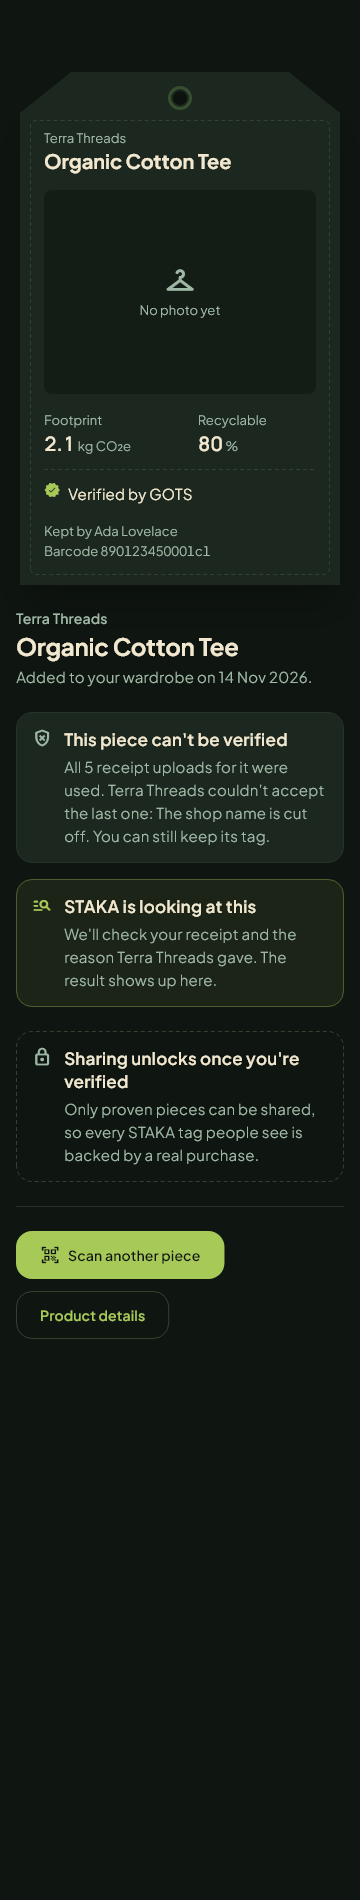 Terra Threads
Organic Cotton Tee
No photo yet
Footprint
Recyclable
2.1 kg CO₂e
80 %
Verified by GOTS
Kept by Ada Lovelace
Barcode 890123450001c1
Terra Threads
Organic Cotton Tee
Added to your wardrobe on 14 Nov 2026.
This piece can't be verified
All 5 receipt uploads for it were
used. Terra Threads couldn't accept
the last one: The shop name is cut
off. You can still keep its tag.
STAKA is looking at this
We'll check your receipt and the
reason Terra Threads gave. The
result shows up here.
Sharing unlocks once you're
verified
Only proven pieces can be shared,
so every STAKA tag people see is
backed by a real purchase.
Scan another piece
Product details